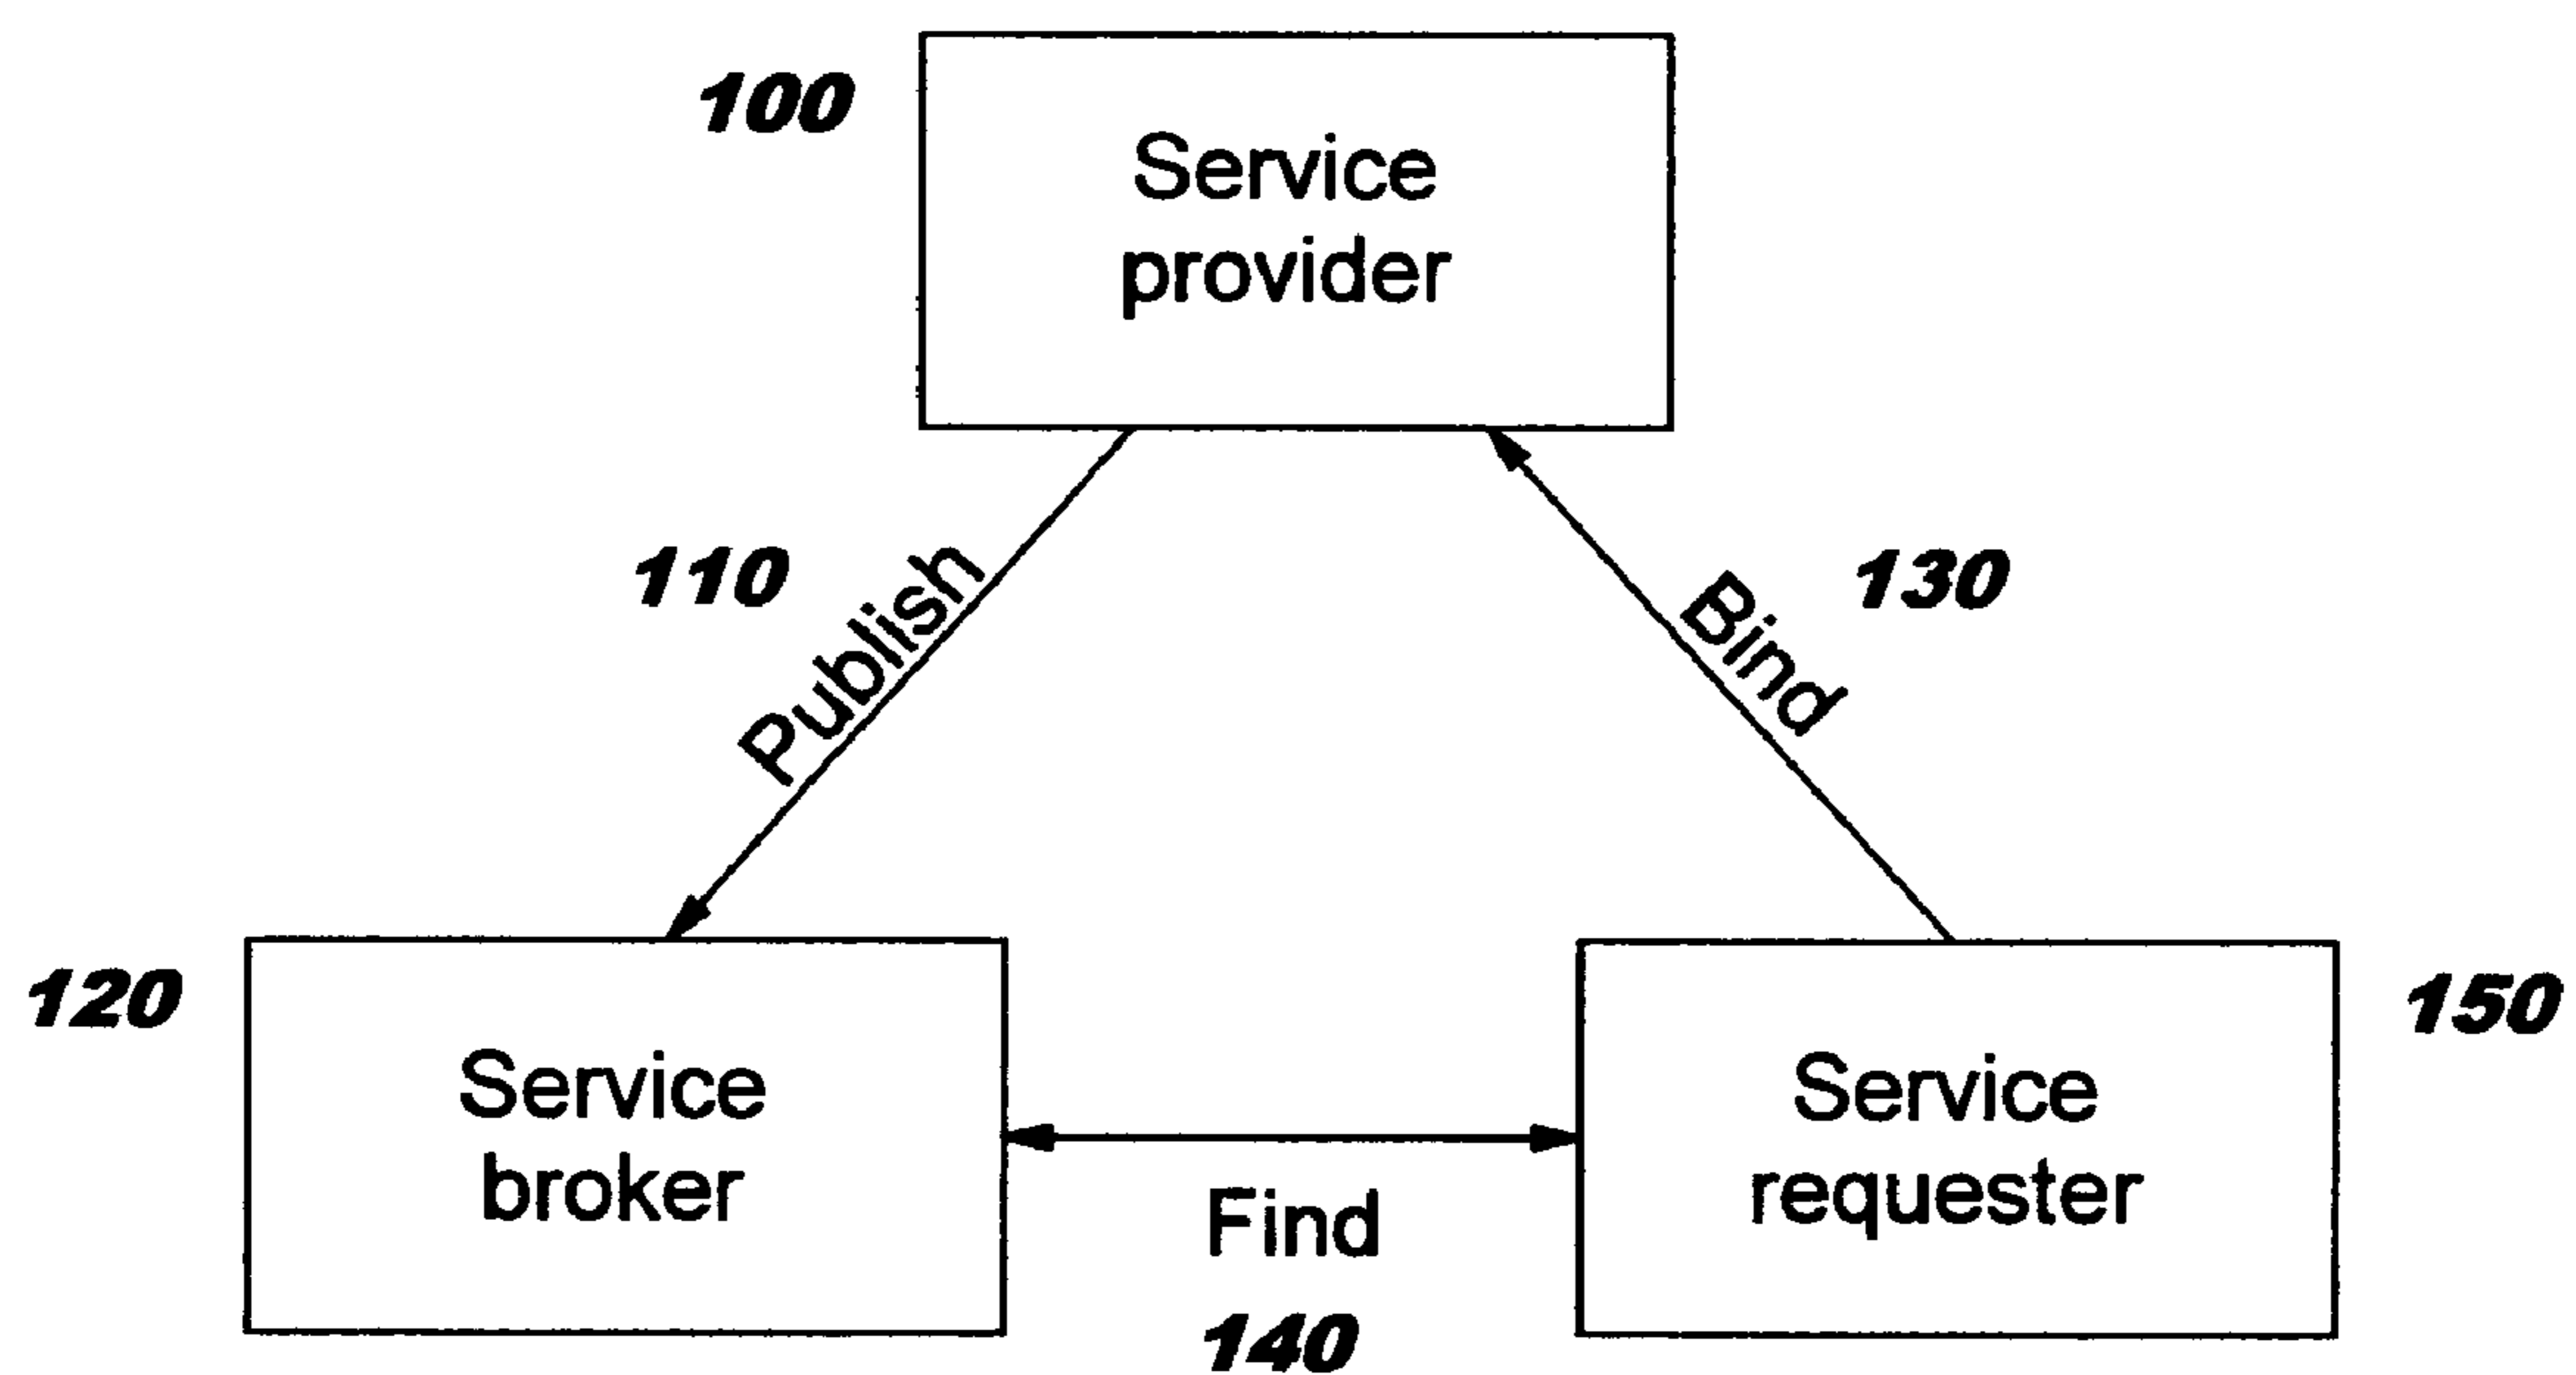 100
Service
provider
110
Publish
130
Bind
120
Service
broker
150
Service
requester
Find
140